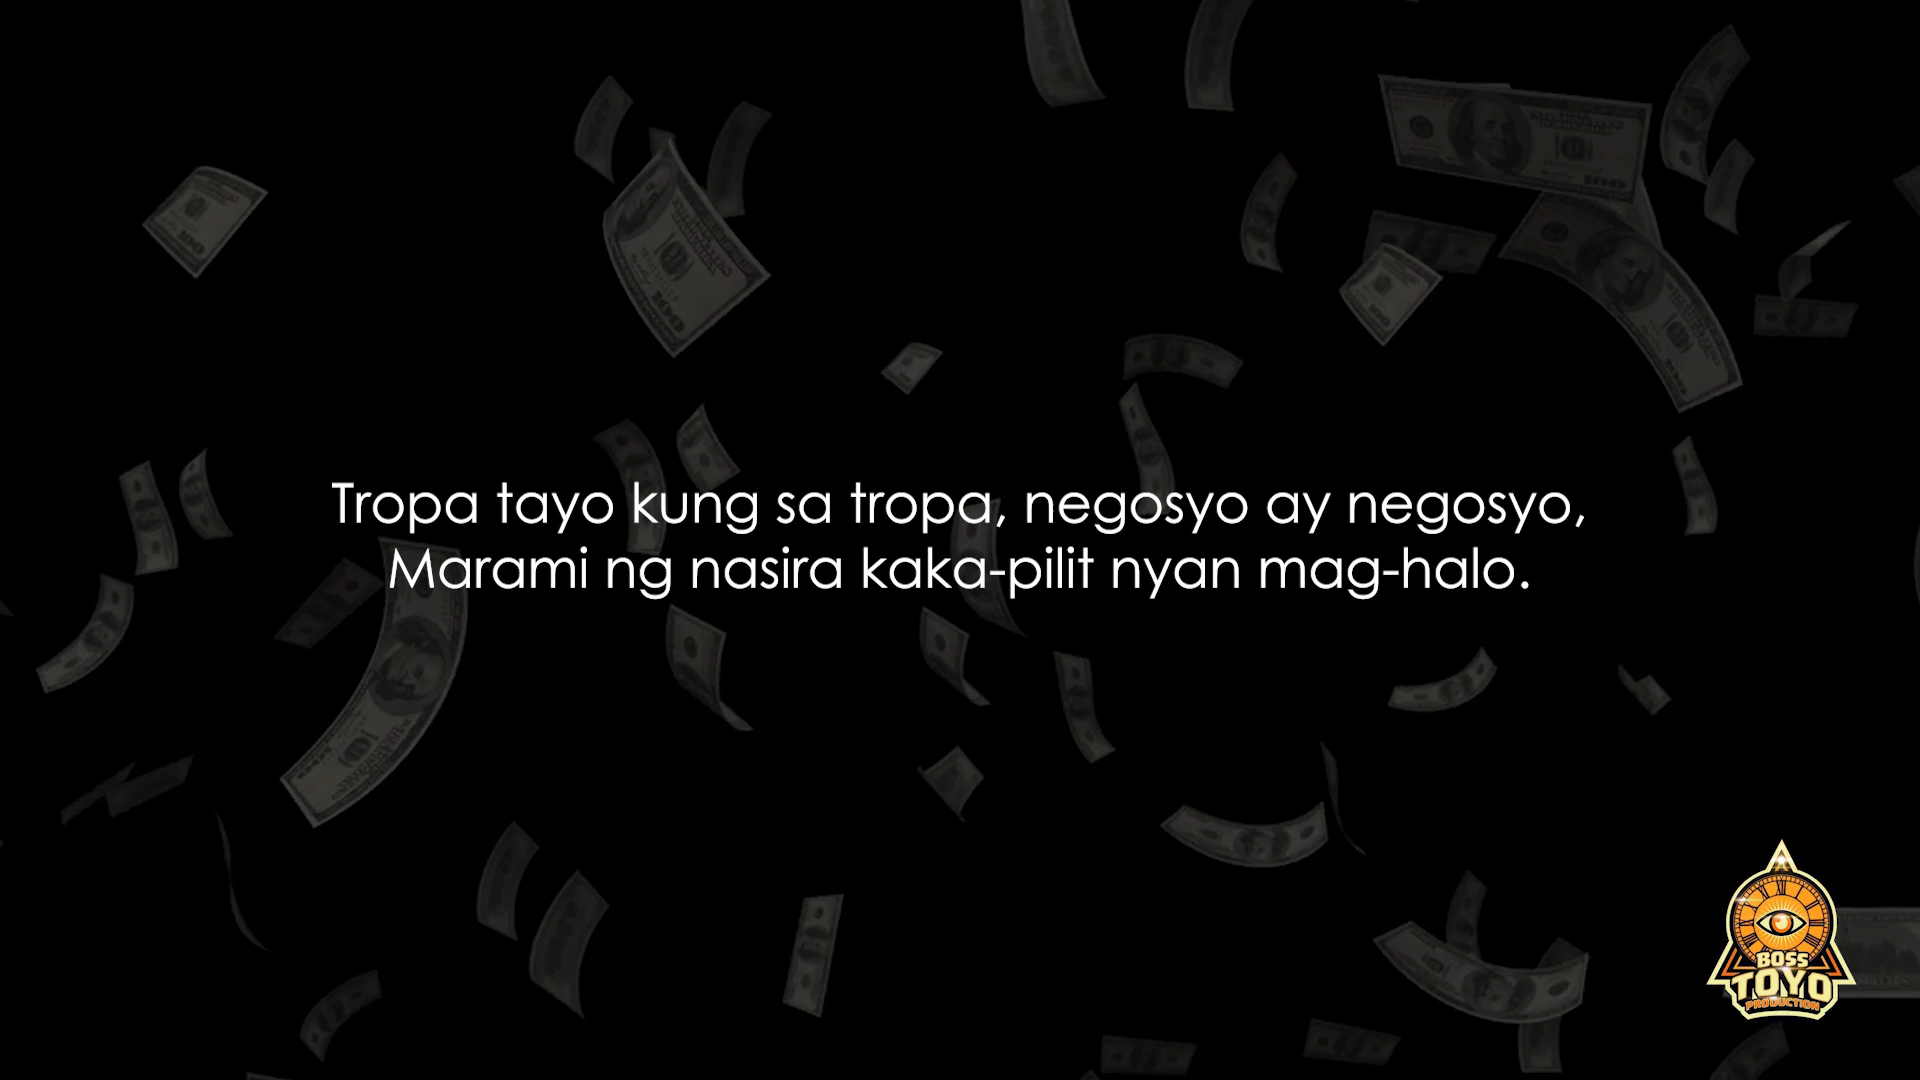 Tropa tayo kung sa tropa, negosyo ay negosyo,
Marami ng nasira kaka-pilit nyan mag-halo.
BOSS
TOYO
PRODUCTION